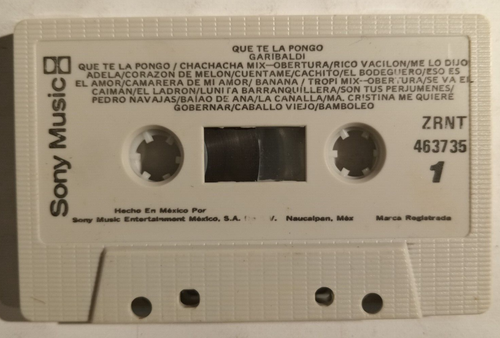 QUE TE LA PONGO
GARIBALDI
QUE TE LA PONGO / CHACHACHA MIX—OBERTURA/RICO VACILON/ME LO DIJO
ADELA/CORAZON DE MELON/CUENTAME/CACHITO/EL BODEGUERO/ESO ES
EL AMOR/CAMARERA DE MI AMOR/ BANANA / TROPI MIX—OBERTURA/SE VA EL
CAIMAN/EL LADRON/LUNITA BARRANQUILLERA/SON TUS PERJUMENES/
PEDRO NAVAJAS/BAIAO DE ANA/LA CANALLA/MA. CRISTINA ME QUIERE
GOBERNAR/CABALLO VIEJO/BAMBOLEO
Sony Music
ZRNT
463735
1
Hecho En México Por
Sony Music Entertainment México, S.A. V. Naucalpan, Méx Marca Registrada